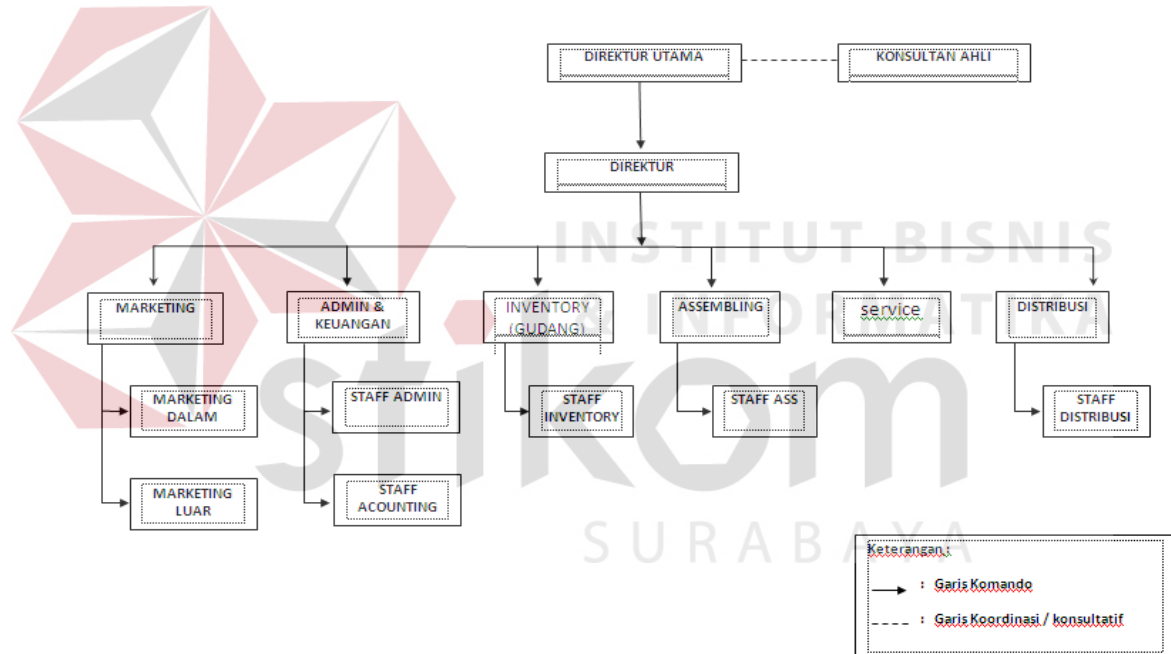 DIREKTUR UTAMA
KONSULTAN AHLI
DIREKTUR
INSTITUT BISNIS
& INFORMATIKA
stikom
SURABAYA
MARKETING
ADMIN &
KEUANGAN
INVENTORY
(GUDANG)
ASSEMBLING
service
DISTRIBUSI
MARKETING
DALAM
STAFF ADMIN
STAFF
INVENTORY
STAFF ASS
STAFF
DISTRIBUSI
MARKETING
LUAR
STAFF
ACOUNTING
Keterangan :
: Garis Komando
: Garis Koordinasi / konsultatif